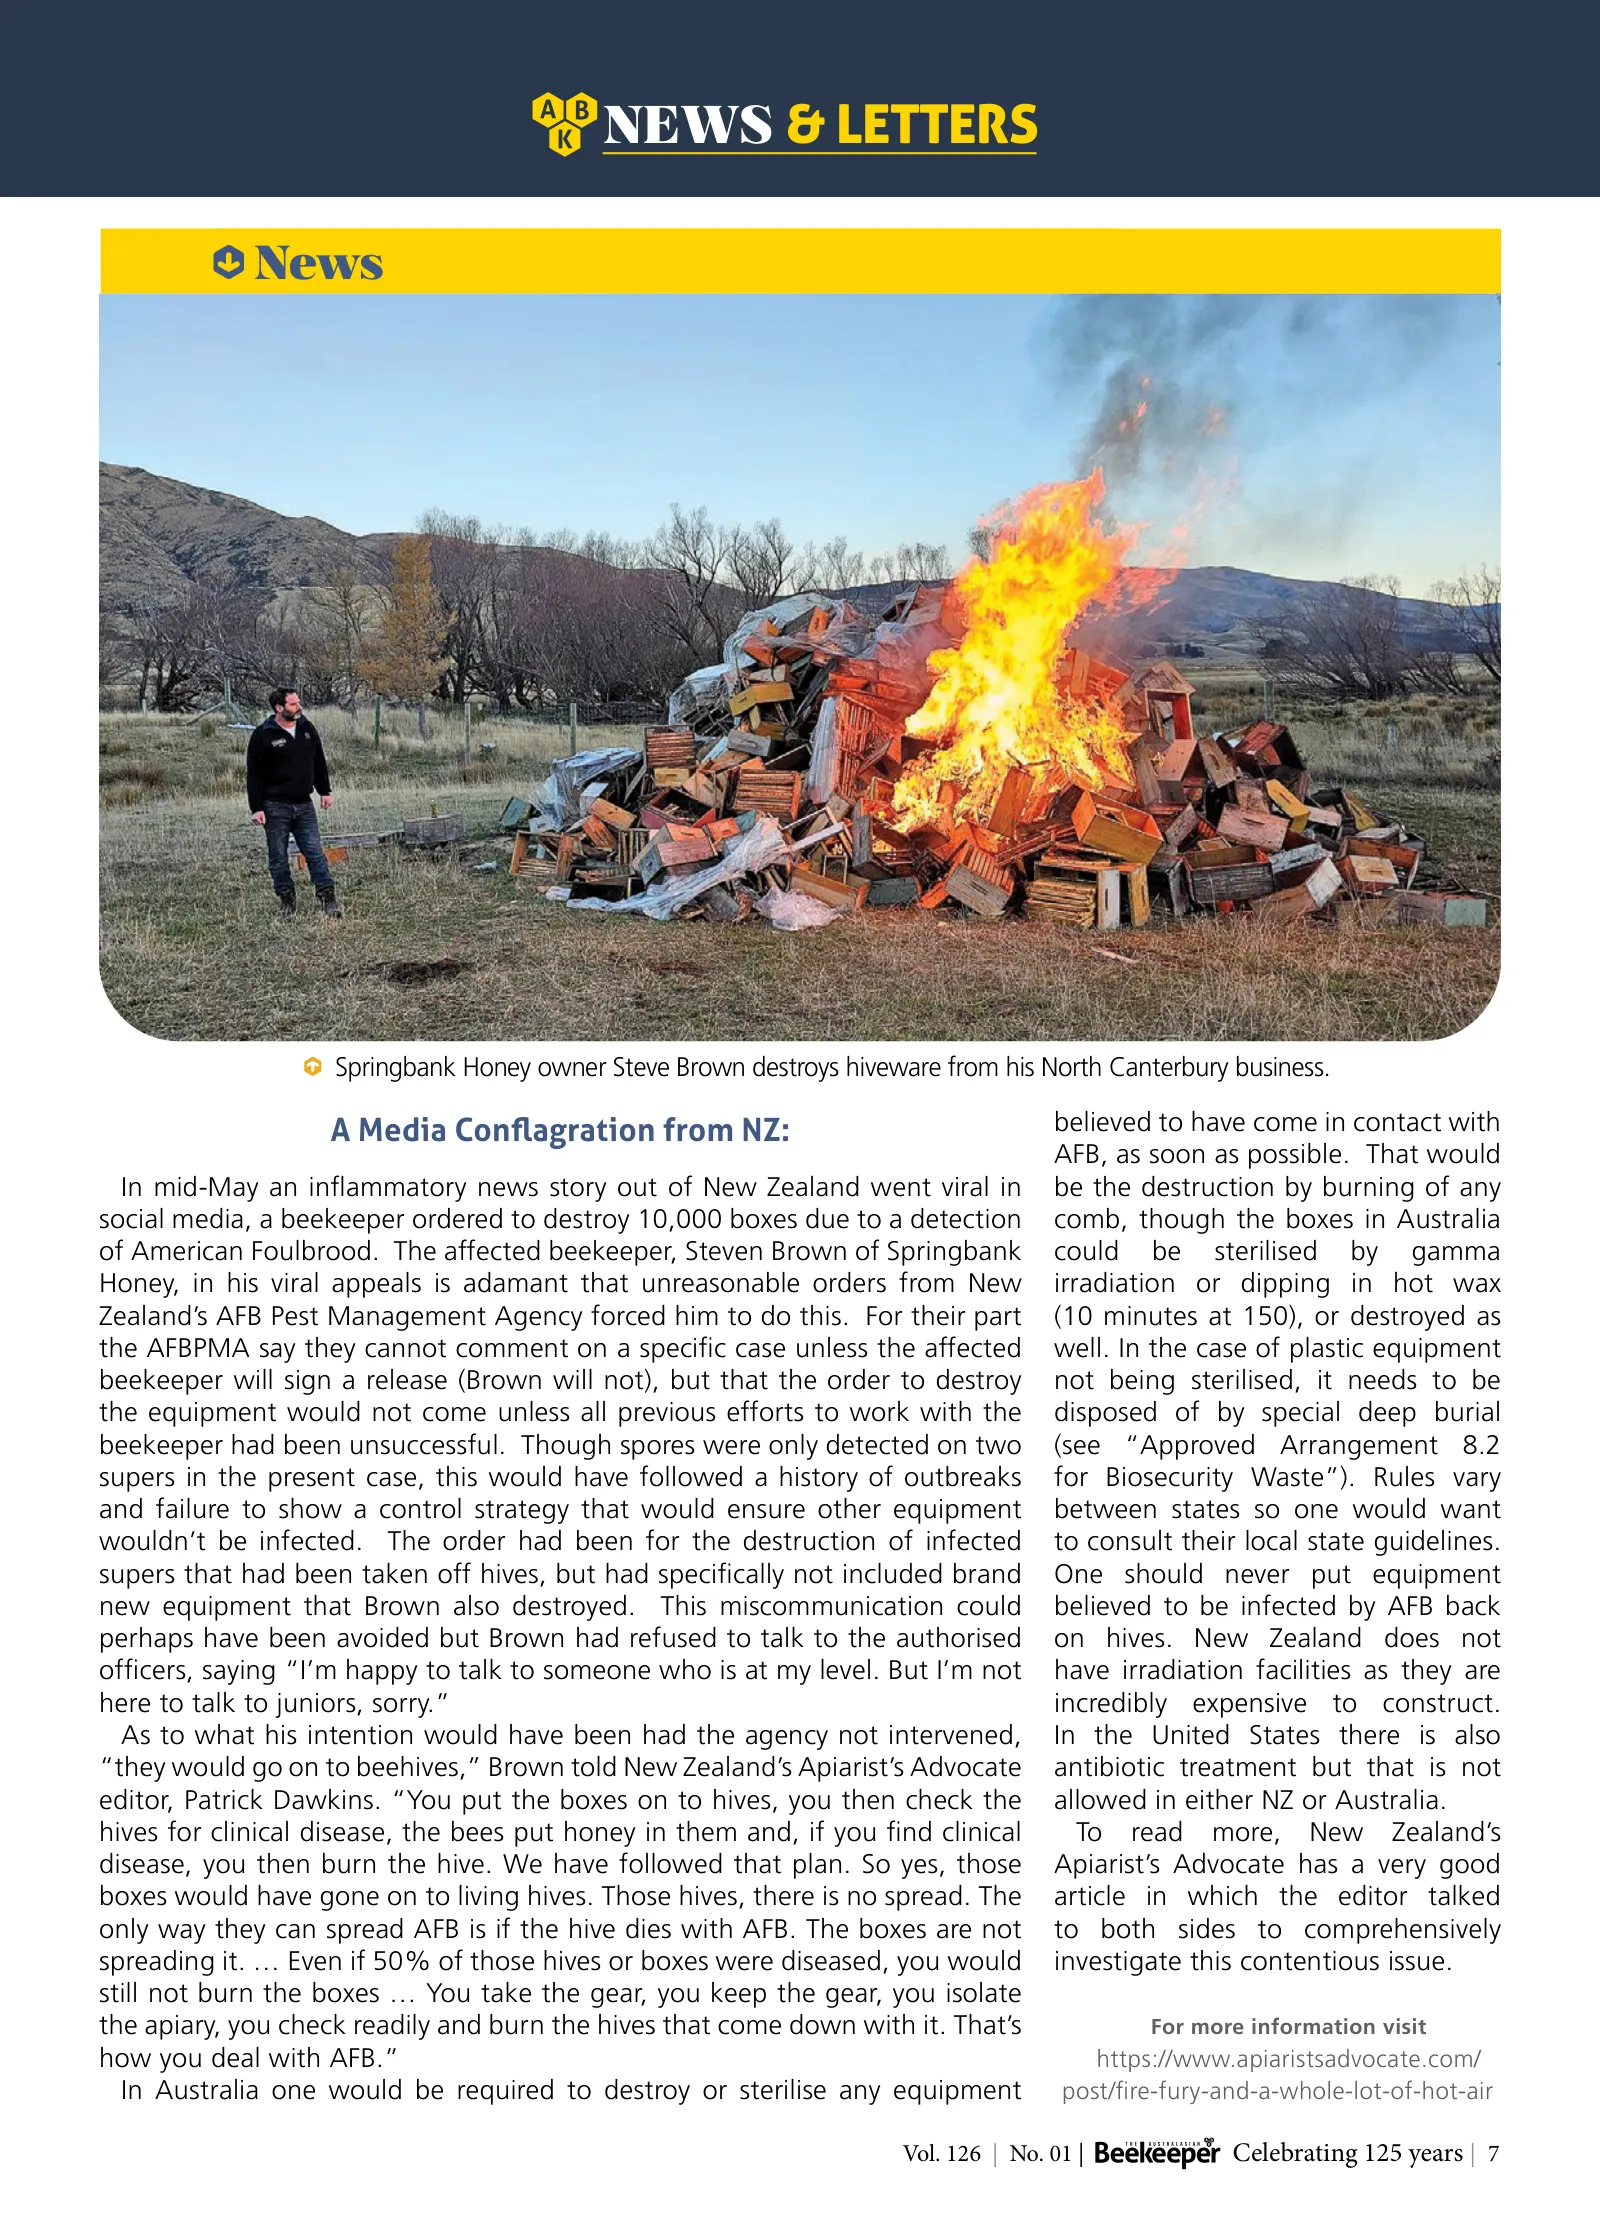 A B K
NEWS & LETTERS
News
Springbank Honey owner Steve Brown destroys hiveware from his North Canterbury business.
A Media Conflagration from NZ:
In mid-May an inflammatory news story out of New Zealand went viral in
social media, a beekeeper ordered to destroy 10,000 boxes due to a detection
of American Foulbrood.  The affected beekeeper, Steven Brown of Springbank
Honey, in his viral appeals is adamant that unreasonable orders from New
Zealand’s AFB Pest Management Agency forced him to do this.  For their part
the AFBPMA say they cannot comment on a specific case unless the affected
beekeeper will sign a release (Brown will not), but that the order to destroy
the equipment would not come unless all previous efforts to work with the
beekeeper had been unsuccessful.  Though spores were only detected on two
supers in the present case, this would have followed a history of outbreaks
and failure to show a control strategy that would ensure other equipment
wouldn’t be infected.  The order had been for the destruction of infected
supers that had been taken off hives, but had specifically not included brand
new equipment that Brown also destroyed.  This miscommunication could
perhaps have been avoided but Brown had refused to talk to the authorised
officers, saying “I’m happy to talk to someone who is at my level. But I’m not
here to talk to juniors, sorry.”
As to what his intention would have been had the agency not intervened,
“they would go on to beehives,” Brown told New Zealand’s Apiarist’s Advocate
editor, Patrick Dawkins. “You put the boxes on to hives, you then check the
hives for clinical disease, the bees put honey in them and, if you find clinical
disease, you then burn the hive. We have followed that plan. So yes, those
boxes would have gone on to living hives. Those hives, there is no spread. The
only way they can spread AFB is if the hive dies with AFB. The boxes are not
spreading it. … Even if 50% of those hives or boxes were diseased, you would
still not burn the boxes … You take the gear, you keep the gear, you isolate
the apiary, you check readily and burn the hives that come down with it. That’s
how you deal with AFB.”
In Australia one would be required to destroy or sterilise any equipment
believed to have come in contact with
AFB, as soon as possible.  That would
be the destruction by burning of any
comb, though the boxes in Australia
could be sterilised by gamma
irradiation or dipping in hot wax
(10 minutes at 150), or destroyed as
well. In the case of plastic equipment
not being sterilised, it needs to be
disposed of by special deep burial
(see “Approved Arrangement 8.2
for Biosecurity Waste”). Rules vary
between states so one would want
to consult their local state guidelines.
One should never put equipment
believed to be infected by AFB back
on hives. New Zealand does not
have irradiation facilities as they are
incredibly expensive to construct.
In the United States there is also
antibiotic treatment but that is not
allowed in either NZ or Australia.
To read more, New Zealand’s
Apiarist’s Advocate has a very good
article in which the editor talked
to both sides to comprehensively
investigate this contentious issue.
For more information visit
https://www.apiaristsadvocate.com/
post/fire-fury-and-a-whole-lot-of-hot-air
Vol. 126 | No. 01 | THE AUSTRALASIAN Beekeeper Celebrating 125 years | 7